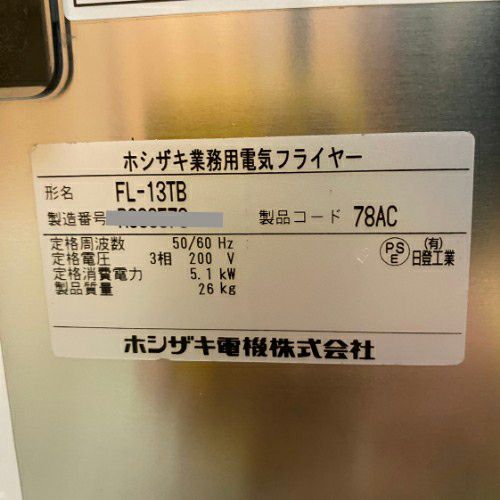 ホシザキ業務用電気フライヤー
形名 FL-13TB
製造番号 製品コード 78AC
定格周波数 50/60 Hz
定格電圧 3相 200 V
定格消費電力 5.1 kW
製品質量 26 kg
PS
E
(有)
日登工業
ホシザキ電機株式会社